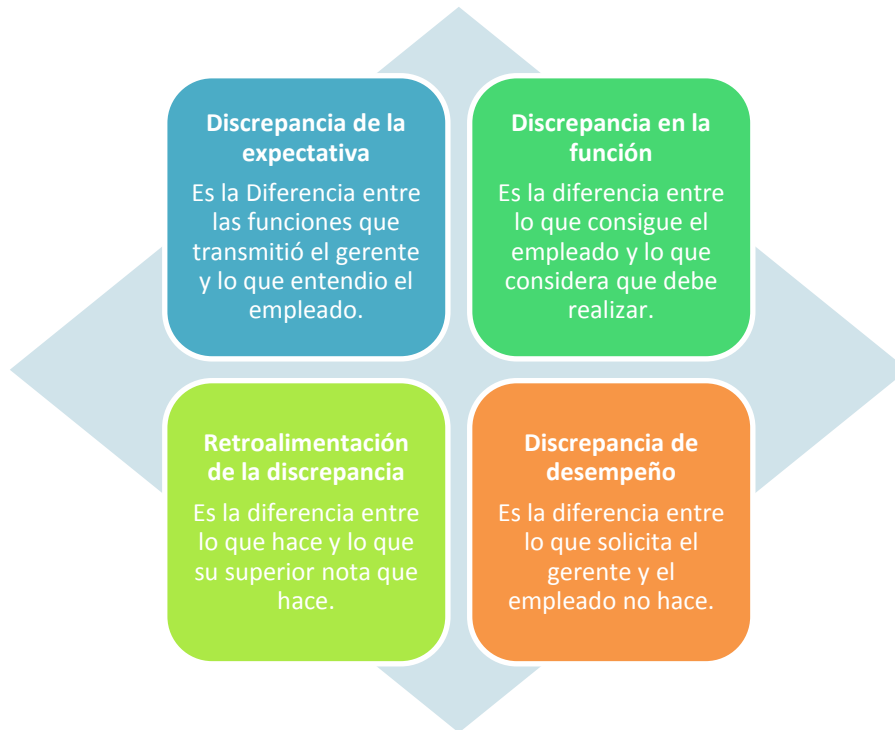 Discrepancia de la
expectativa
Es la Diferencia entre
las funciones que
transmitió el gerente
y lo que entendio el
empleado.
Discrepancia en la
función
Es la diferencia entre
lo que consigue el
empleado y lo que
considera que debe
realizar.
Retroalimentación
de la discrepancia
Es la diferencia entre
lo que hace y lo que
su superior nota que
hace.
Discrepancia de
desempeño
Es la diferencia entre
lo que solicita el
gerente y el
empleado no hace.